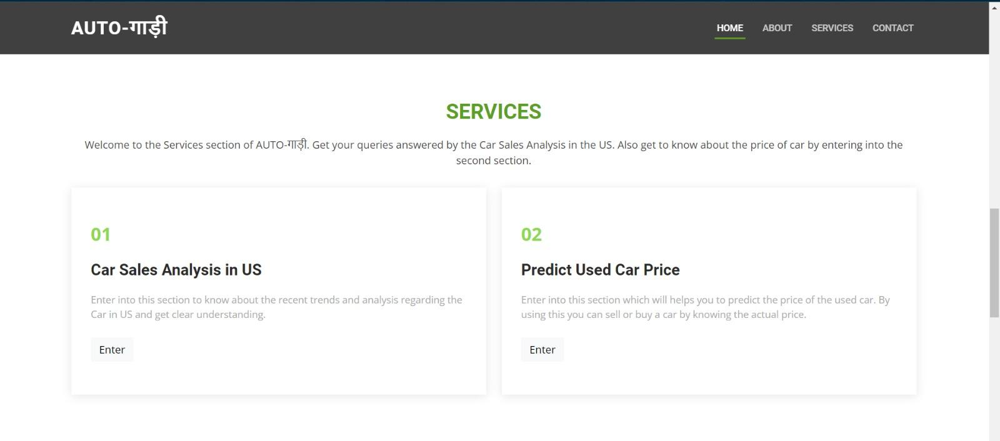 AUTO-गाड़ी
HOME ABOUT SERVICES CONTACT
SERVICES
Welcome to the Services section of AUTO-गाड़ी. Get your queries answered by the Car Sales Analysis in the US. Also get to know about the price of car by entering into the
second section.
01
Car Sales Analysis in US
Enter into this section to know about the recent trends and analysis regarding the
Car in US and get clear understanding.
Enter
02
Predict Used Car Price
Enter into this section which will helps you to predict the price of the used car. By
using this you can sell or buy a car by knowing the actual price.
Enter